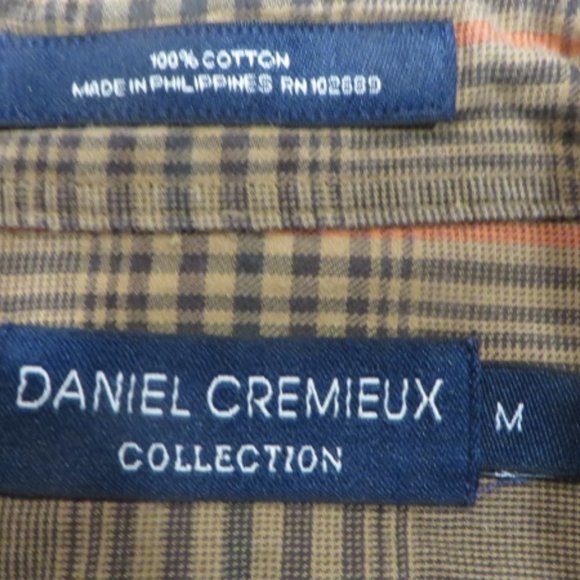 100% COTTON
MADE IN PHILIPPINES RN 102689
DANIEL CREMIEUX
M
COLLECTION